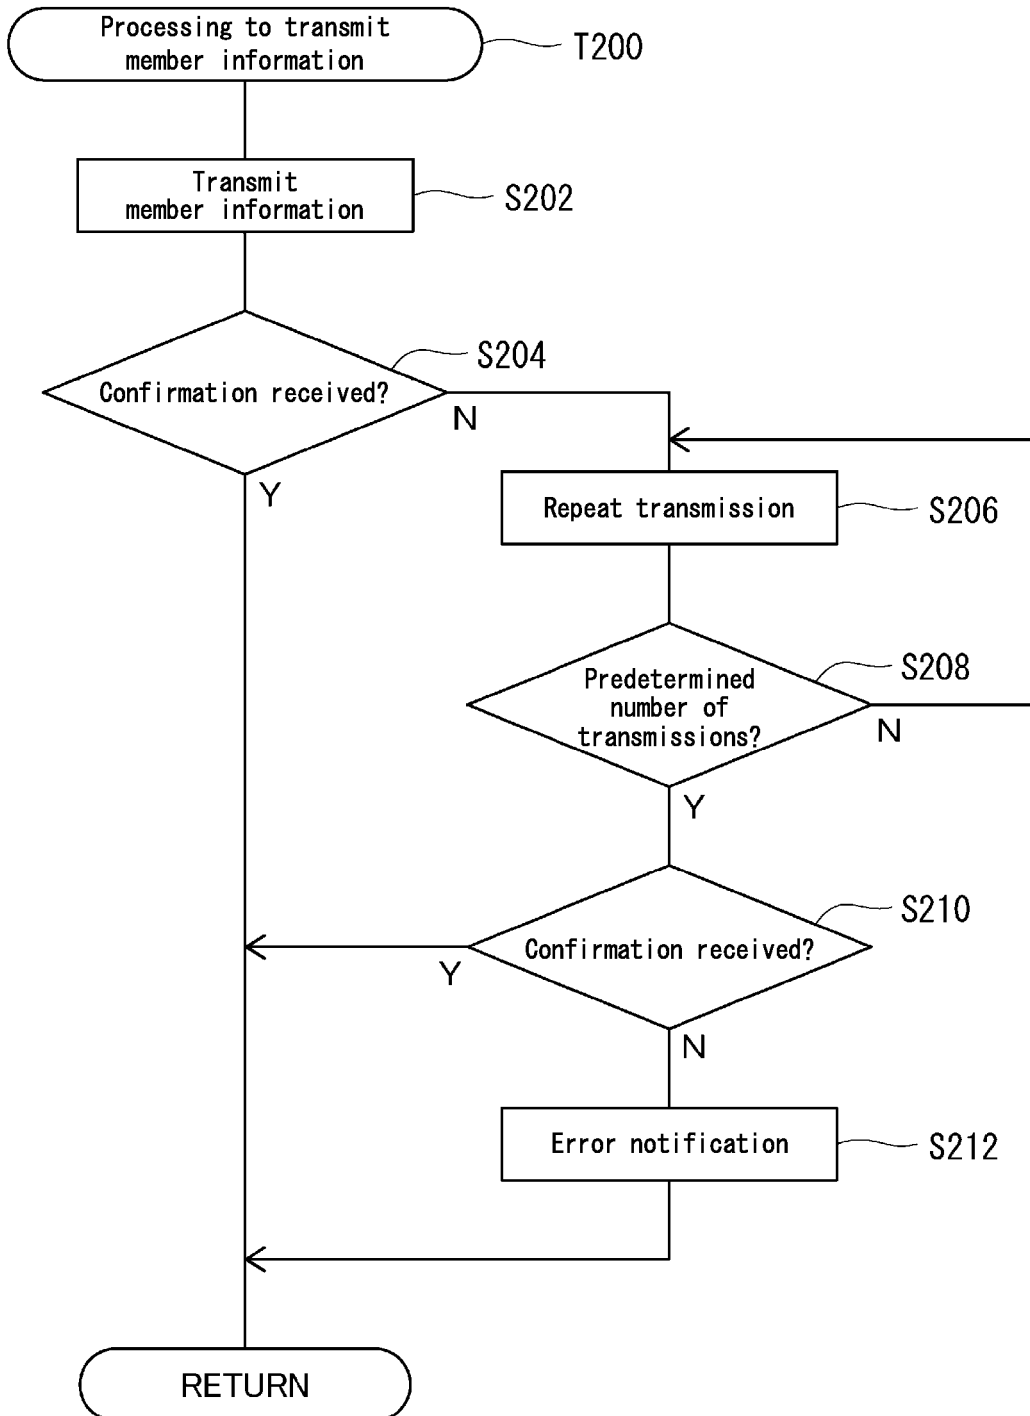 Processing to transmit
member information
T200
Transmit
member information
S202
S204
Confirmation received?
N
Y
Repeat transmission
S206
S208
Predetermined
number of
transmissions?
N
Y
S210
Confirmation received?
Y
N
Error notification
S212
RETURN